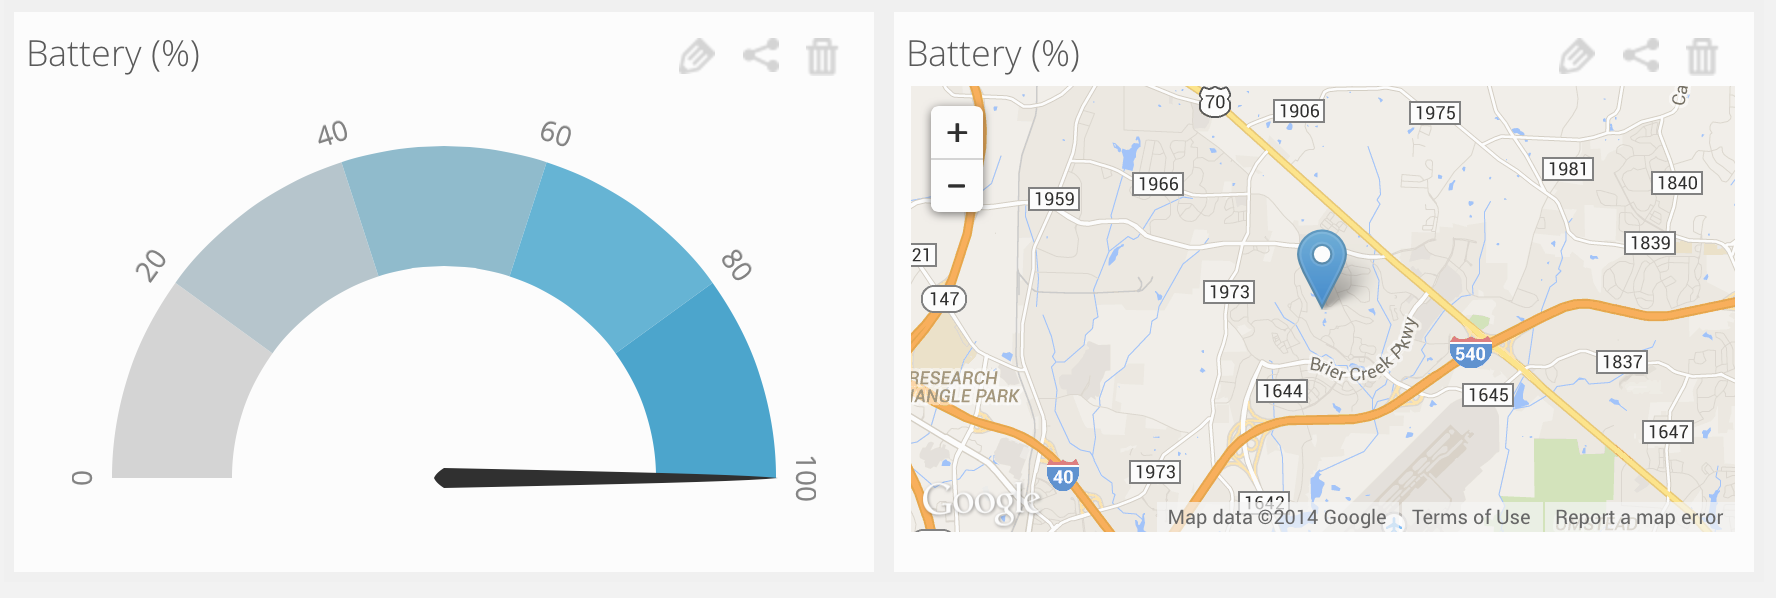 Battery (%)
0
20
40
60
80
100
Battery (%)
+
−
70
1906
1975
Ca
1981
1966
1840
1959
1839
21
1973
147
Brier Creek Pkwy
540
1837
RESEARCH
IANGLE PARK
1644
1645
1647
1973
40
Google
1642
Map data ©2014 Google
Terms of Use
Report a map error
UMSTEAD